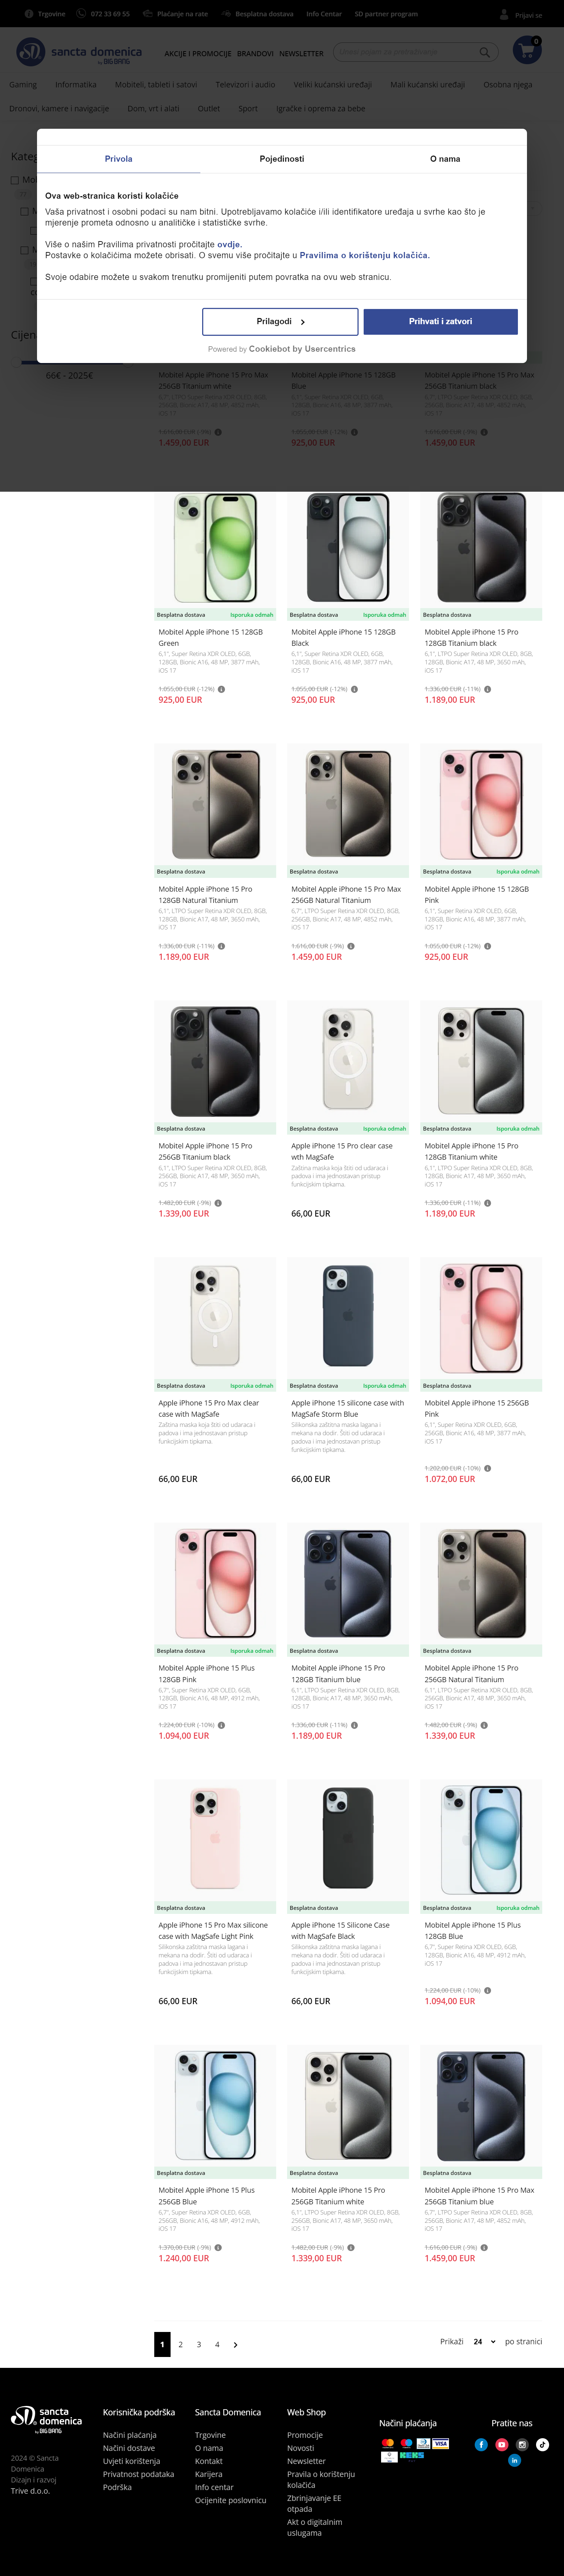 Trgovine
072 33 69 55
Plaćanje na rate
Besplatna dostava
Info Centar
SD partner program
Prijavi se
sancta domenica
by BIG BANG
AKCIJE I PROMOCIJE
BRANDOVI
NEWSLETTER
0
Gaming
Informatika
Mobiteli, tableti i satovi
Televizori i audio
Veliki kućanski uređaji
Mali kućanski uređaji
Osobna njega
Dronovi, kamere i navigacije
Dom, vrt i alati
Outlet
Sport
Igračke i oprema za bebe
Privola
Pojedinosti
O nama
Ova web-stranica koristi kolačiće
Vaša privatnost i osobni podaci su nam bitni. Upotrebljavamo kolačiće i/ili identifikatore uređaja u svrhe kao što je
mjerenje prometa odnosno u analitičke i statističke svrhe.
Više o našim Pravilima privatnosti pročitajte ovdje.
Postavke o kolačićima možete obrisati. O svemu više pročitajte u Pravilima o korištenju kolačića.
Svoje odabire možete u svakom trenutku promijeniti putem povratka na ovu web stranicu.
Prilagodi
Prihvati i zatvori
Powered by Cookiebot by Usercentrics
66€ - 2025€
Mobitel Apple iPhone 15 Pro Max
256GB Titanium white
1.459,00 EUR
Mobitel Apple iPhone 15 128GB
Blue
925,00 EUR
Mobitel Apple iPhone 15 Pro Max
256GB Titanium black
1.459,00 EUR
Besplatna dostava
Isporuka odmah
Mobitel Apple iPhone 15 128GB
Green
6,1", Super Retina XDR OLED, 6GB,
128GB, Bionic A16, 48 MP, 3877 mAh,
iOS 17
1.055,00 EUR (-12%)
925,00 EUR
Besplatna dostava
Isporuka odmah
Mobitel Apple iPhone 15 128GB
Black
6,1", Super Retina XDR OLED, 6GB,
128GB, Bionic A16, 48 MP, 3877 mAh,
iOS 17
1.055,00 EUR (-12%)
925,00 EUR
Besplatna dostava
Mobitel Apple iPhone 15 Pro
128GB Titanium black
6,1", LTPO Super Retina XDR OLED, 8GB,
128GB, Bionic A17, 48 MP, 3650 mAh,
iOS 17
1.336,00 EUR (-11%)
1.189,00 EUR
Besplatna dostava
Mobitel Apple iPhone 15 Pro
128GB Natural Titanium
6,1", LTPO Super Retina XDR OLED, 8GB,
128GB, Bionic A17, 48 MP, 3650 mAh,
iOS 17
1.336,00 EUR (-11%)
1.189,00 EUR
Besplatna dostava
Mobitel Apple iPhone 15 Pro Max
256GB Natural Titanium
6,7", LTPO Super Retina XDR OLED, 8GB,
256GB, Bionic A17, 48 MP, 4852 mAh,
iOS 17
1.616,00 EUR (-9%)
1.459,00 EUR
Besplatna dostava
Isporuka odmah
Mobitel Apple iPhone 15 128GB
Pink
6,1", Super Retina XDR OLED, 6GB,
128GB, Bionic A16, 48 MP, 3877 mAh,
iOS 17
1.055,00 EUR (-12%)
925,00 EUR
Besplatna dostava
Mobitel Apple iPhone 15 Pro
256GB Titanium black
6,1", LTPO Super Retina XDR OLED, 8GB,
256GB, Bionic A17, 48 MP, 3650 mAh,
iOS 17
1.482,00 EUR (-9%)
1.339,00 EUR
Besplatna dostava
Isporuka odmah
Apple iPhone 15 Pro clear case
wth MagSafe
Zaština maska koja štiti od udaraca i
padova i ima jednostavan pristup
funkcijskim tipkama.
66,00 EUR
Besplatna dostava
Isporuka odmah
Mobitel Apple iPhone 15 Pro
128GB Titanium white
6,1", LTPO Super Retina XDR OLED, 8GB,
128GB, Bionic A17, 48 MP, 3650 mAh,
iOS 17
1.336,00 EUR (-11%)
1.189,00 EUR
Besplatna dostava
Isporuka odmah
Apple iPhone 15 Pro Max clear
case with MagSafe
Zaština maska koja štiti od udaraca i
padova i ima jednostavan pristup
funkcijskim tipkama.
66,00 EUR
Besplatna dostava
Isporuka odmah
Apple iPhone 15 silicone case with
MagSafe Storm Blue
Silikonska zaštitna maska lagana i
mekana na dodir. Štiti od udaraca i
padova i ima jednostavan pristup
funkcijskim tipkama.
66,00 EUR
Besplatna dostava
Mobitel Apple iPhone 15 256GB
Pink
6,1", Super Retina XDR OLED, 6GB,
256GB, Bionic A16, 48 MP, 3877 mAh,
iOS 17
1.202,00 EUR (-10%)
1.072,00 EUR
Besplatna dostava
Isporuka odmah
Mobitel Apple iPhone 15 Plus
128GB Pink
6,7", Super Retina XDR OLED, 6GB,
128GB, Bionic A16, 48 MP, 4912 mAh,
iOS 17
1.224,00 EUR (-10%)
1.094,00 EUR
Besplatna dostava
Mobitel Apple iPhone 15 Pro
128GB Titanium blue
6,1", LTPO Super Retina XDR OLED, 8GB,
128GB, Bionic A17, 48 MP, 3650 mAh,
iOS 17
1.336,00 EUR (-11%)
1.189,00 EUR
Besplatna dostava
Mobitel Apple iPhone 15 Pro
256GB Natural Titanium
6,1", LTPO Super Retina XDR OLED, 8GB,
256GB, Bionic A17, 48 MP, 3650 mAh,
iOS 17
1.482,00 EUR (-9%)
1.339,00 EUR
Besplatna dostava
Apple iPhone 15 Pro Max silicone
case with MagSafe Light Pink
Silikonska zaštitna maska lagana i
mekana na dodir. Štiti od udaraca i
padova i ima jednostavan pristup
funkcijskim tipkama.
66,00 EUR
Besplatna dostava
Apple iPhone 15 Silicone Case
with MagSafe Black
Silikonska zaštitna maska lagana i
mekana na dodir. Štiti od udaraca i
padova i ima jednostavan pristup
funkcijskim tipkama.
66,00 EUR
Besplatna dostava
Isporuka odmah
Mobitel Apple iPhone 15 Plus
128GB Blue
6,7", Super Retina XDR OLED, 6GB,
128GB, Bionic A16, 48 MP, 4912 mAh,
iOS 17
1.224,00 EUR (-10%)
1.094,00 EUR
Besplatna dostava
Mobitel Apple iPhone 15 Plus
256GB Blue
6,7", Super Retina XDR OLED, 6GB,
256GB, Bionic A16, 48 MP, 4912 mAh,
iOS 17
1.370,00 EUR (-9%)
1.240,00 EUR
Besplatna dostava
Mobitel Apple iPhone 15 Pro
256GB Titanium white
6,1", LTPO Super Retina XDR OLED, 8GB,
256GB, Bionic A17, 48 MP, 3650 mAh,
iOS 17
1.482,00 EUR (-9%)
1.339,00 EUR
Besplatna dostava
Mobitel Apple iPhone 15 Pro Max
256GB Titanium blue
6,7", LTPO Super Retina XDR OLED, 8GB,
256GB, Bionic A17, 48 MP, 4852 mAh,
iOS 17
1.616,00 EUR (-9%)
1.459,00 EUR
1 2 3 4
Prikaži 24 po stranici
sancta
domenica
by BIG BANG
2024 © Sancta
Domenica
Dizajn i razvoj
Trive d.o.o.
Korisnička podrška
Načini plaćanja
Načini dostave
Uvjeti korištenja
Privatnost podataka
Podrška
Sancta Domenica
Trgovine
O nama
Kontakt
Karijera
Info centar
Ocijenite poslovnicu
Web Shop
Promocije
Novosti
Newsletter
Pravila o korištenju
kolačića
Zbrinjavanje EE
otpada
Akt o digitalnim
uslugama
Načini plaćanja
VISA
KEKS
Pratite nas